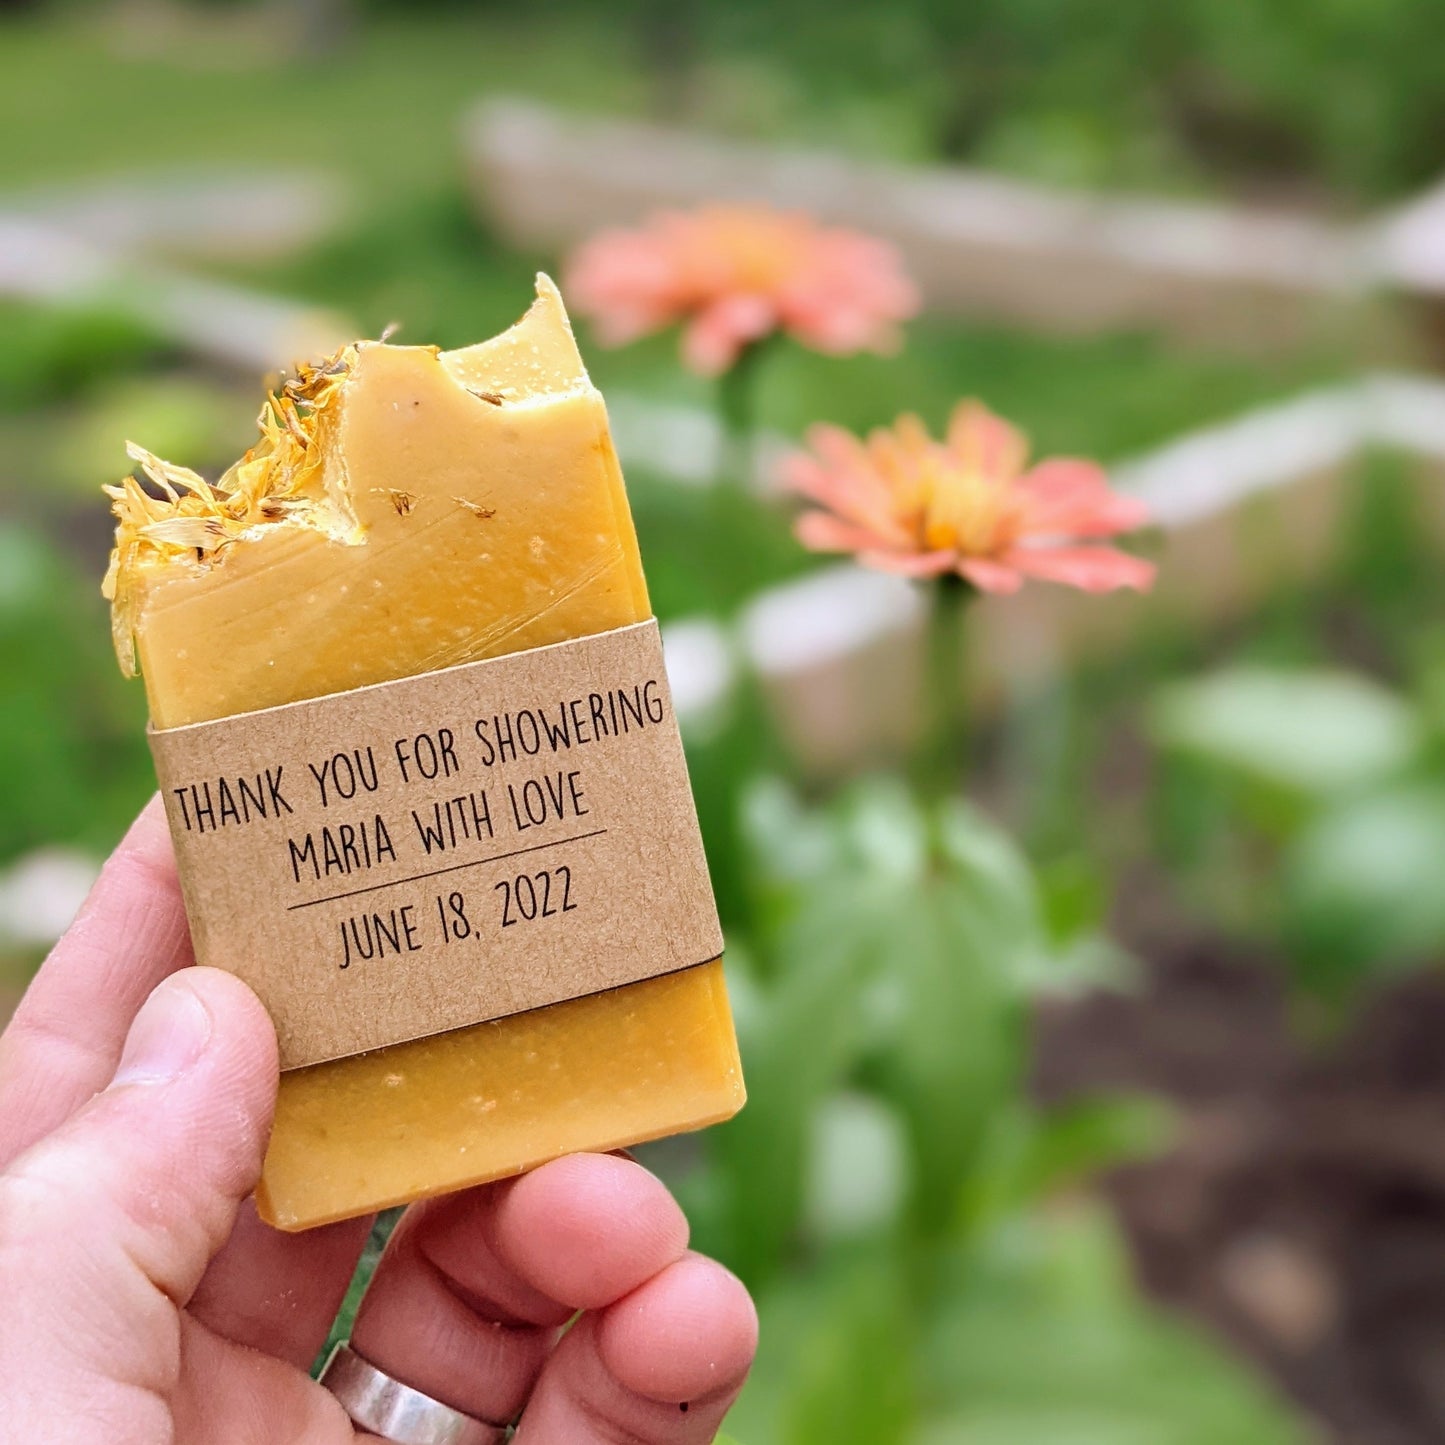 THANK YOU FOR SHOWERING
MARIA WITH LOVE
JUNE 18, 2022